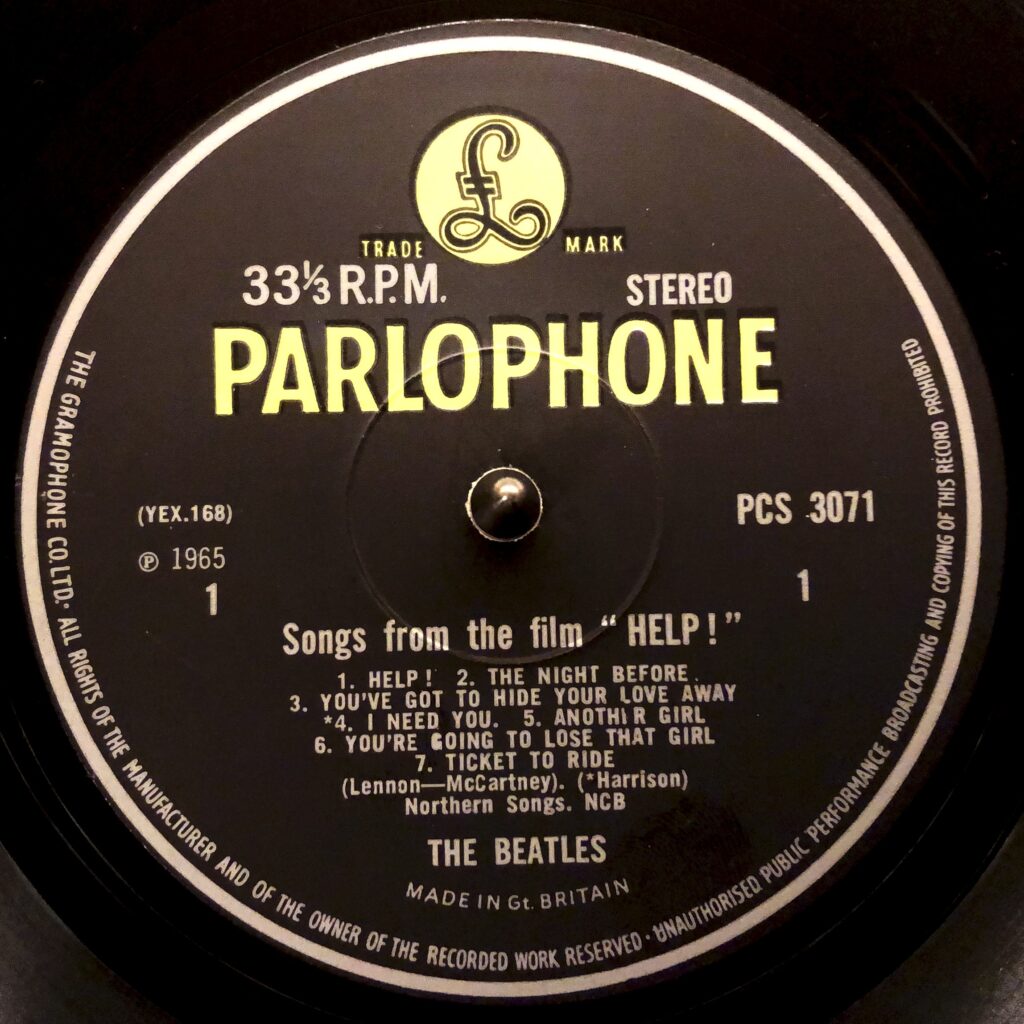 £
TRADE MARK
33⅓ R.P.M. STEREO
PARLOPHONE
(YEX.168) PCS 3071
℗ 1965
1 1
Songs from the film “HELP!”
1. HELP! 2. THE NIGHT BEFORE.
3. YOU'VE GOT TO HIDE YOUR LOVE AWAY
*4. I NEED YOU. 5. ANOTHER GIRL
6. YOU'RE GOING TO LOSE THAT GIRL
7. TICKET TO RIDE
(Lennon—McCartney). (*Harrison)
Northern Songs. NCB
THE BEATLES
MADE IN Gt. BRITAIN
THE GRAMOPHONE CO. LTD. · ALL RIGHTS OF THE MANUFACTURER AND OF THE OWNER OF THE RECORDED WORK RESERVED · UNAUTHORISED PUBLIC PERFORMANCE BROADCASTING AND COPYING OF THIS RECORD PROHIBITED